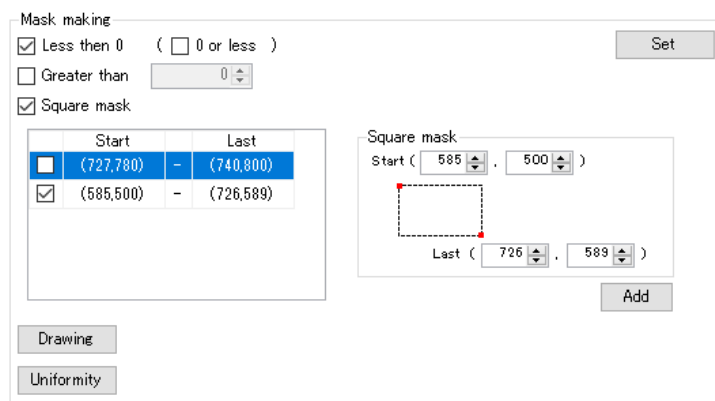 Mask making
Less then 0 ( 0 or less )
Set
Greater than 0
Square mask
Start Last
(727,780) - (740,800)
(585,500) - (726,589)
Square mask
Start ( 585 . 500 )
Last ( 726 . 589 )
Add
Drawing
Uniformity